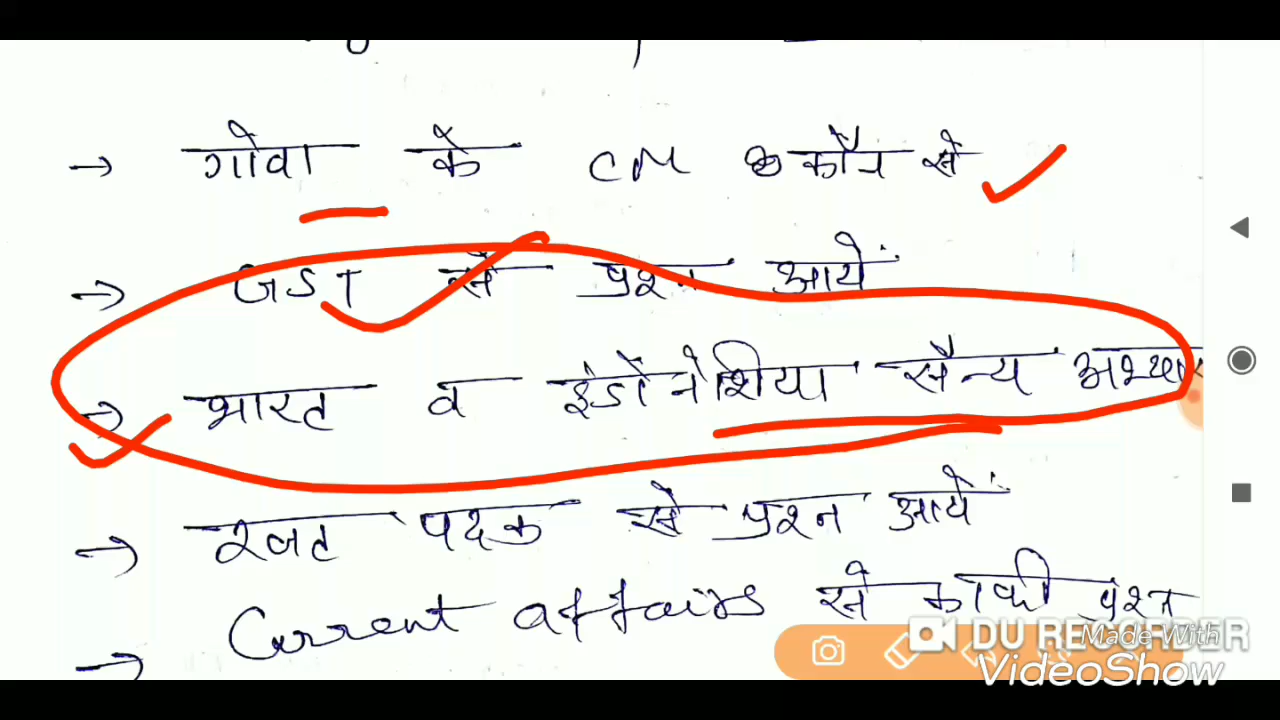 → गोवा के CM कौन से
→ GST से प्रश्न आयें
→ भारत व इंडोनेशिया सैन्य अभ्यास
→ रजत पदक से प्रश्न आयें
→ Current affairs से काफी प्रश्न
DU RECORDER
Made With
VideoShow